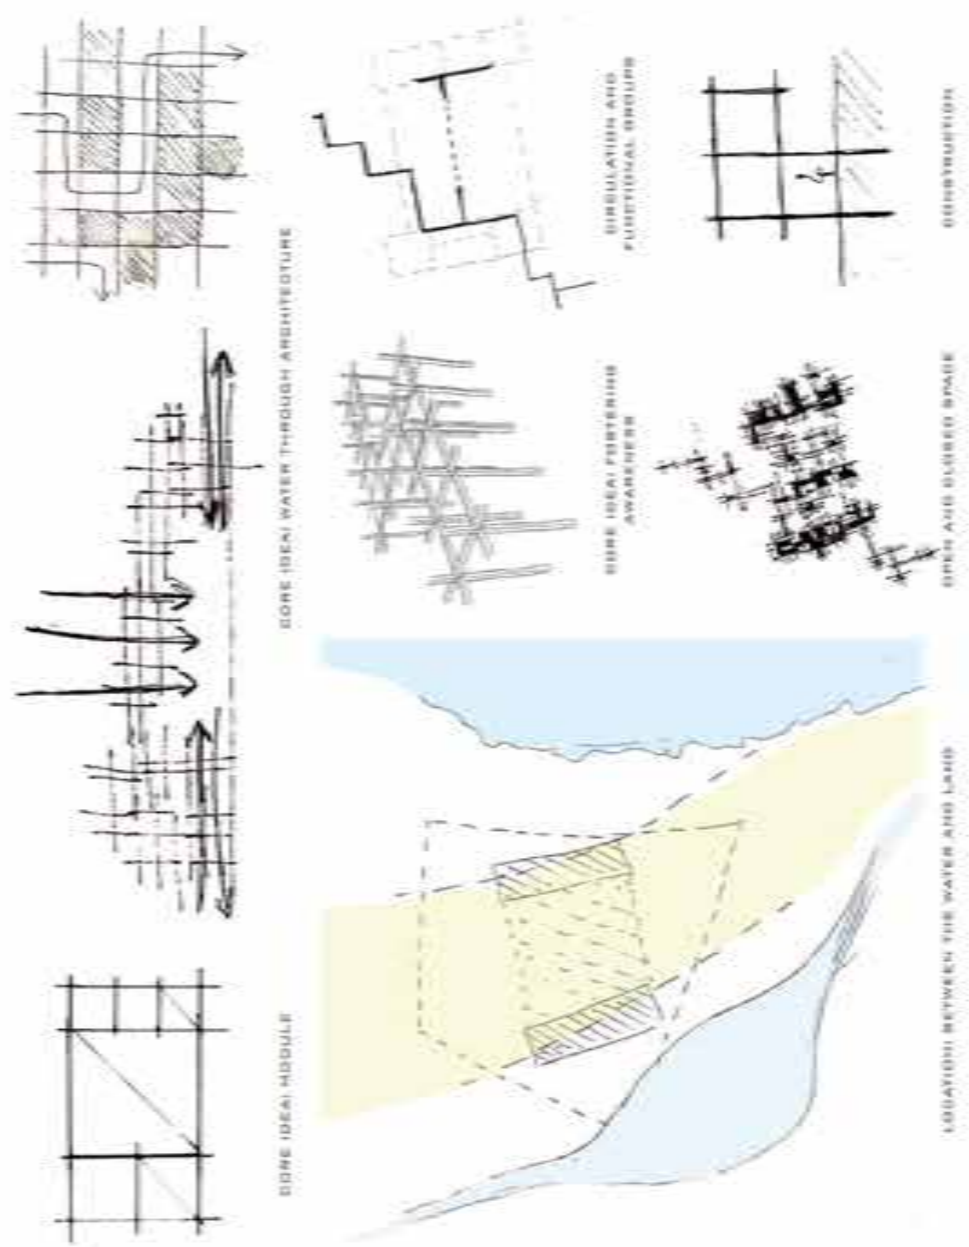 CORE IDEA| MODULE
CORE IDEA| WATER THROUGH ARCHITECTURE
CORE IDEA| FOSTERING
AWARENESS
CIRCULATION AND
FUNCTIONAL GROUPS
LOCATION BETWEEN THE WATER AND LAND
OPEN AND CLOSED SPACE
CONSTRUCTION